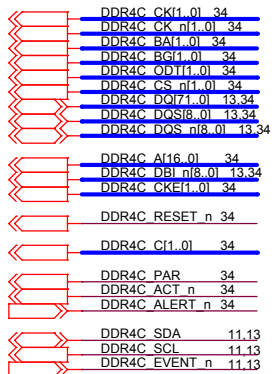 DDR4C_CK[1..0] 34
DDR4C_CK_n[1..0] 34
DDR4C_BA[1..0] 34
DDR4C_BG[1..0] 34
DDR4C_ODT[1..0] 34
DDR4C_CS_n[1..0] 34
DDR4C_DQ[71..0] 13,34
DDR4C_DQS[8..0] 13,34
DDR4C_DQS_n[8..0] 13,34
DDR4C_A[16..0] 34
DDR4C_DBI_n[8..0] 13,34
DDR4C_CKE[1..0] 34
DDR4C_RESET_n 34
DDR4C_C[1..0] 34
DDR4C_PAR 34
DDR4C_ACT_n 34
DDR4C_ALERT_n 34
DDR4C_SDA 11,13
DDR4C_SCL 11,13
DDR4C_EVENT_n 11,13